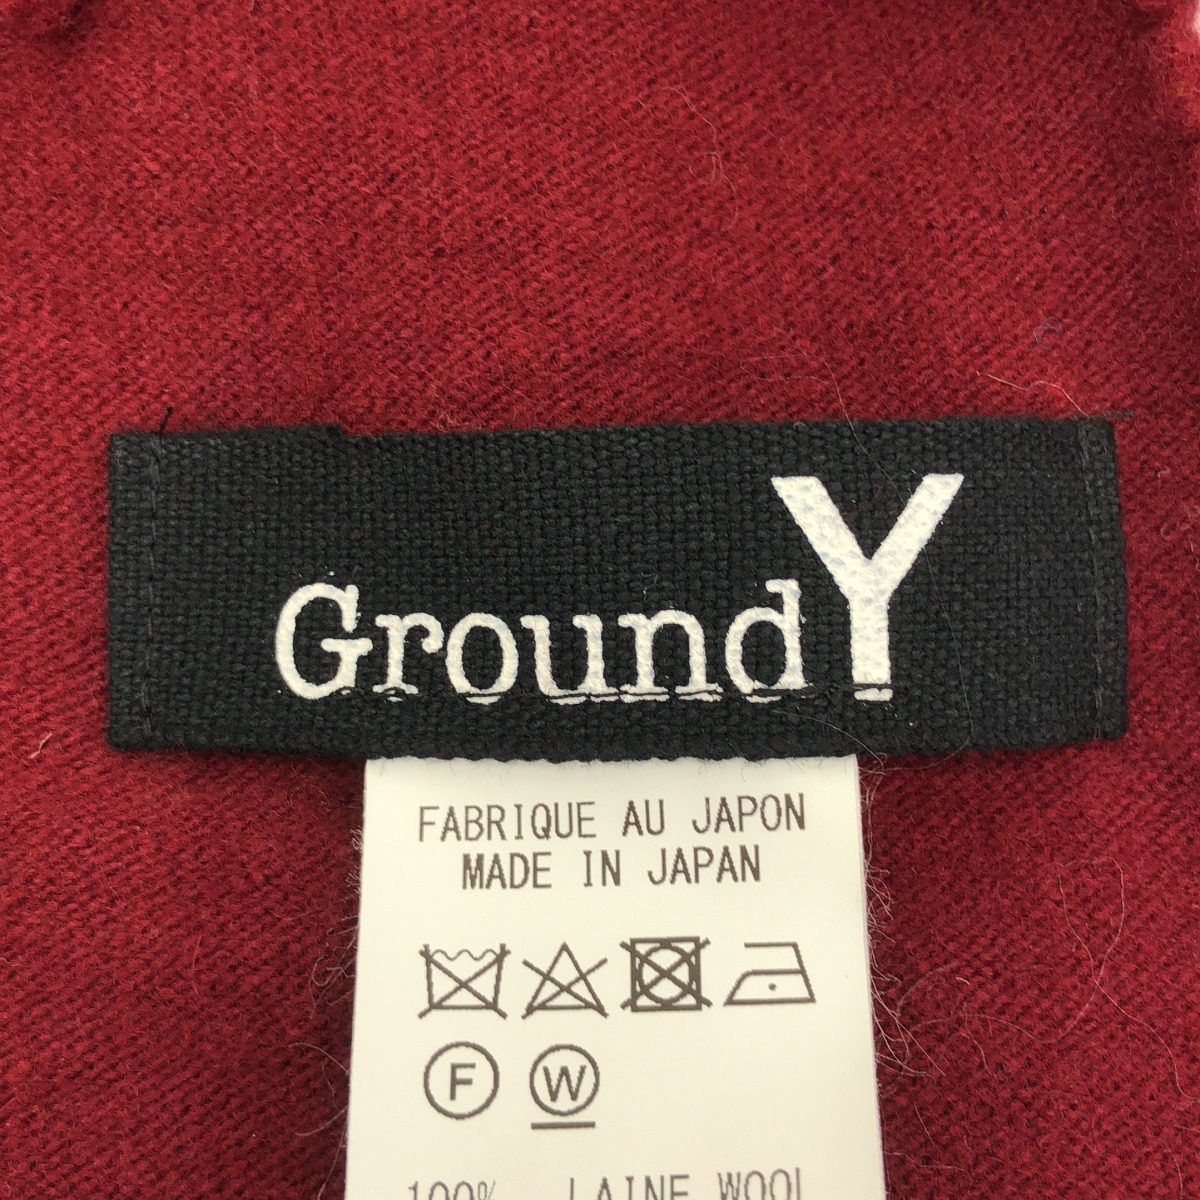 GroundY
FABRIQUE AU JAPON
MADE IN JAPAN
F W
100% LAINE WOOL